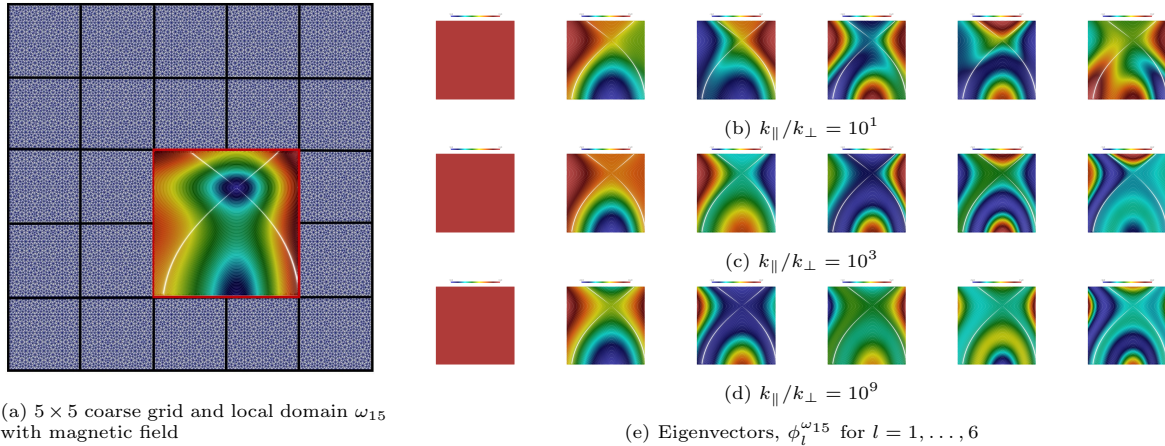 (b) k∥/k⊥ = 10¹
(c) k∥/k⊥ = 10³
(d) k∥/k⊥ = 10⁹
(a) 5 × 5 coarse grid and local domain ω₁₅
with magnetic field
(e) Eigenvectors, ϕₗ^ω₁₅ for l = 1, . . . , 6